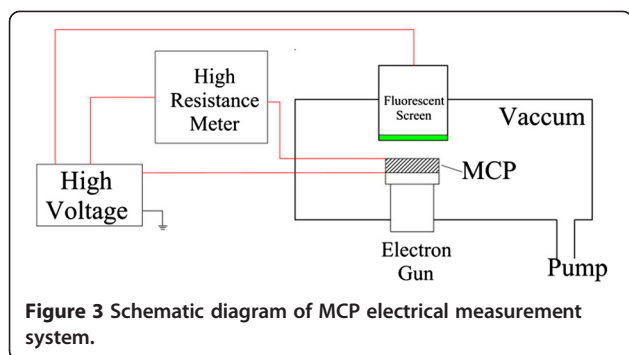 High
Resistance
Meter
Fluorescent
Screen
Vaccum
High
Voltage
MCP
Electron
Gun
Pump
Figure 3 Schematic diagram of MCP electrical measurement
system.